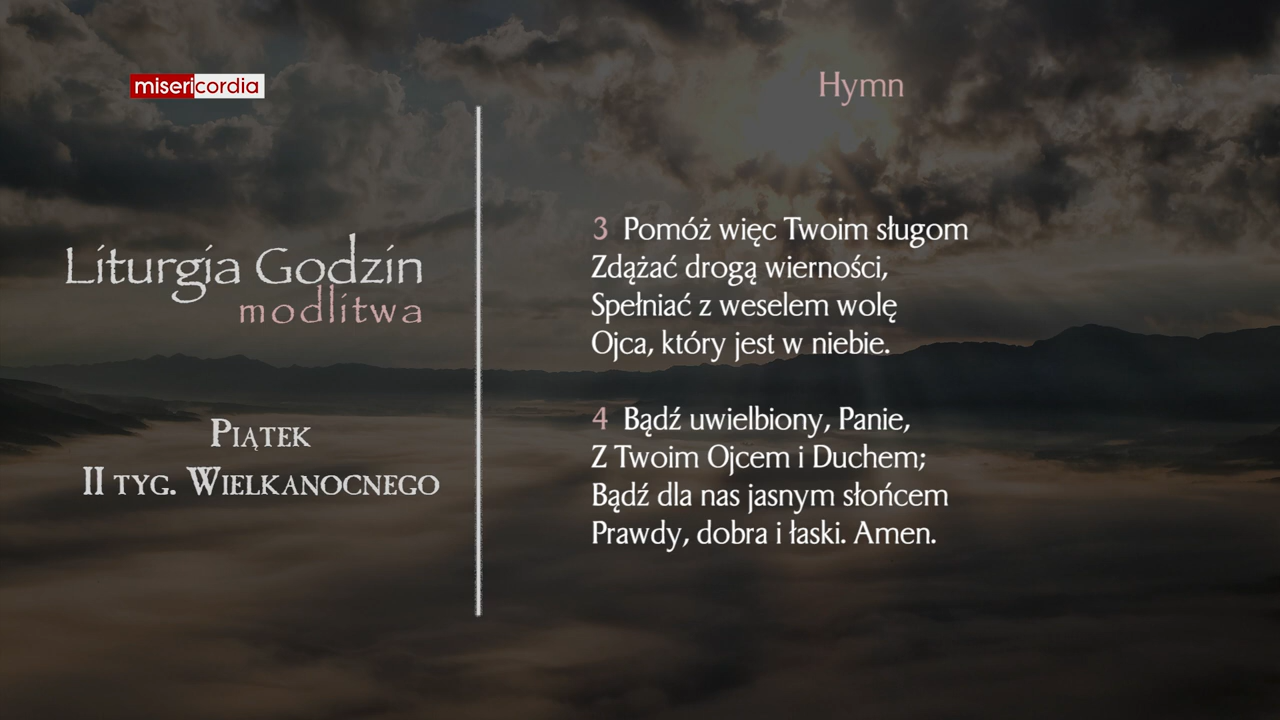 misericordia
Liturgia Godzin
modlitwa
Piątek
II tyg. Wielkanocnego
Hymn
3 Pomóż więc Twoim sługom
Zdążać drogą wierności,
Spełniać z weselem wolę
Ojca, który jest w niebie.
4 Bądź uwielbiony, Panie,
Z Twoim Ojcem i Duchem;
Bądź dla nas jasnym słońcem
Prawdy, dobra i łaski. Amen.